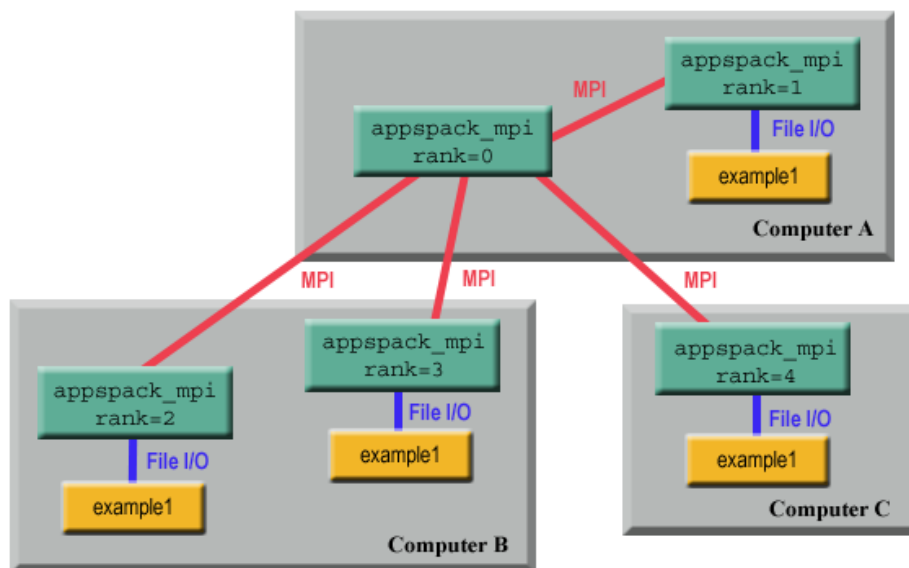 appspack_mpi
rank=1
MPI
File I/O
appspack_mpi
rank=0
example1
Computer A
MPI
MPI
MPI
appspack_mpi
rank=3
appspack_mpi
rank=4
appspack_mpi
rank=2
File I/O
File I/O
File I/O
example1
example1
example1
Computer C
Computer B